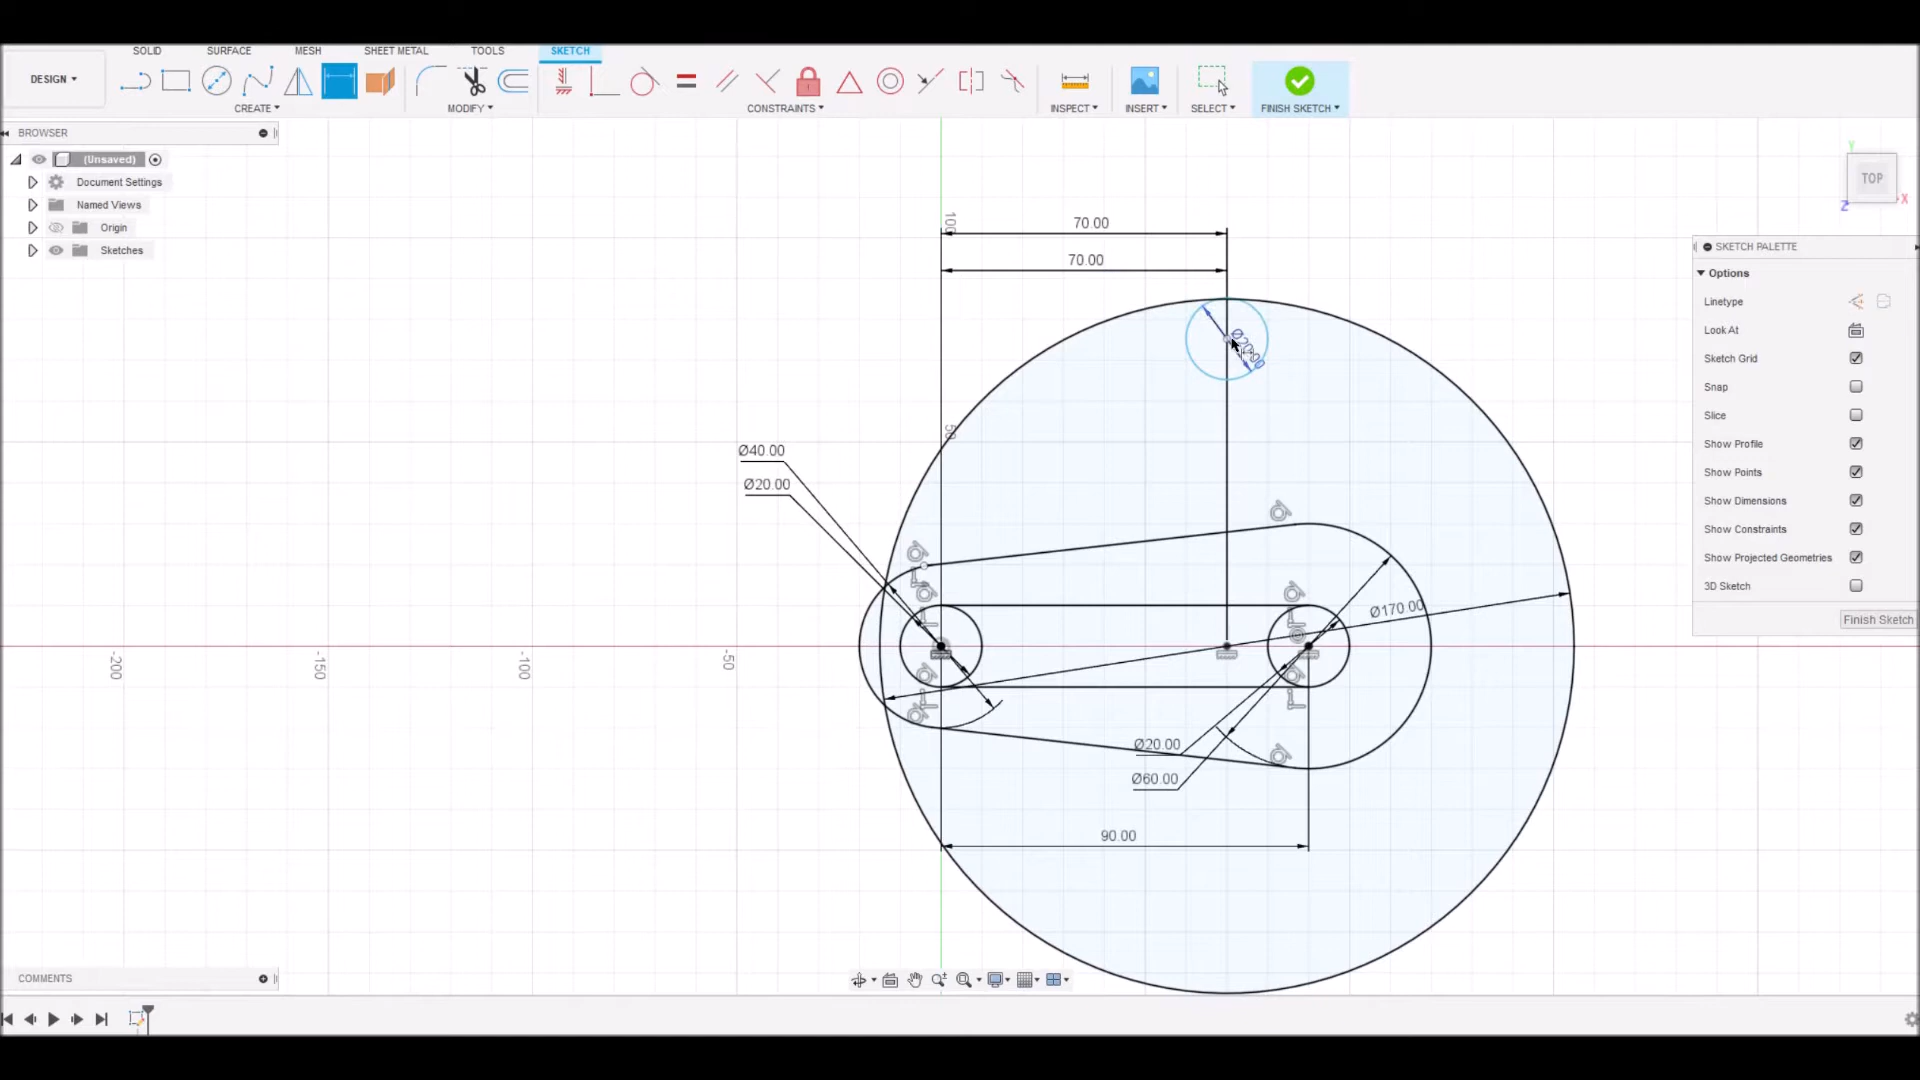 SOLID SURFACE MESH SHEET METAL TOOLS SKETCH
DESIGN
CREATE MODIFY CONSTRAINTS INSPECT INSERT SELECT FINISH SKETCH
BROWSER
(Unsaved)
Document Settings
Named Views
Origin
Sketches
TOP
Y
X
Z
SKETCH PALETTE
Options
Linetype
Look At
Sketch Grid
Snap
Slice
Show Profile
Show Points
Show Dimensions
Show Constraints
Show Projected Geometries
3D Sketch
Finish Sketch
100
70.00
70.00
50
Ø40.00
Ø20.00
Ø170.00
-200
-150
-100
-50
Ø20.00
Ø60.00
90.00
COMMENTS